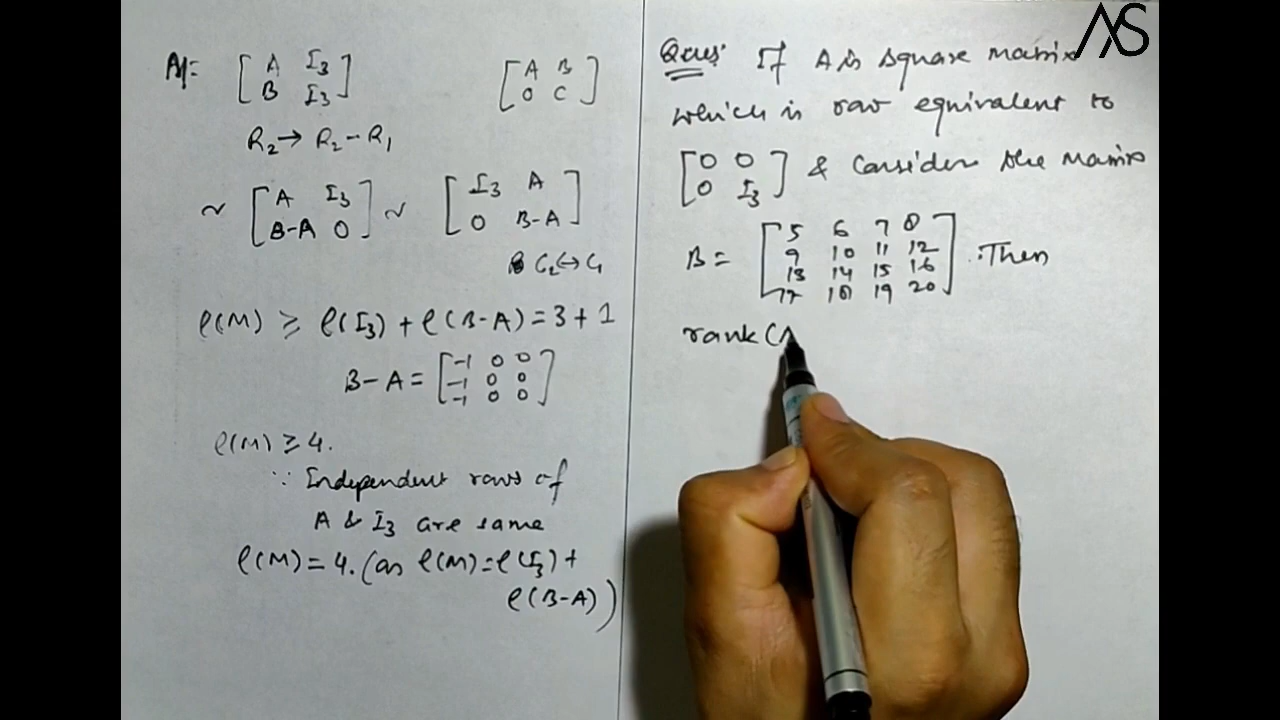 M= [ A I₃
B I₃ ]
[ A B
0 C ]
R₂ → R₂ - R₁
~ [ A I₃
B-A 0 ] ~ [ I₃ A
0 B-A ]
C₂ ↔ C₁
ρ(M) ≥ ρ(I₃) + ρ(B-A) = 3 + 1
B-A = [ -1 0 0
-1 0 0
-1 0 0 ]
ρ(M) ≥ 4.
∵ Independent rows of
A & I₃ are same
ρ(M) = 4. (as ρ(M) = ρ(I₃) +
ρ(B-A) )
NS
Ques: If A is square matrix
which is row equivalent to
[ 0 0
0 I₃ ] & Consider the matrix
B = [ 5 6 7 8
9 10 11 12
13 14 15 16
17 18 19 20 ] . Then
rank (A